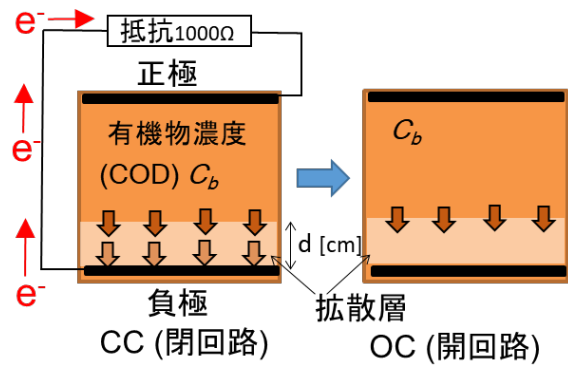 e-
抵抗1000Ω
正極
e-
有機物濃度
(COD) Cb
Cb
d [cm]
e-
負極
拡散層
CC (閉回路)
OC (開回路)